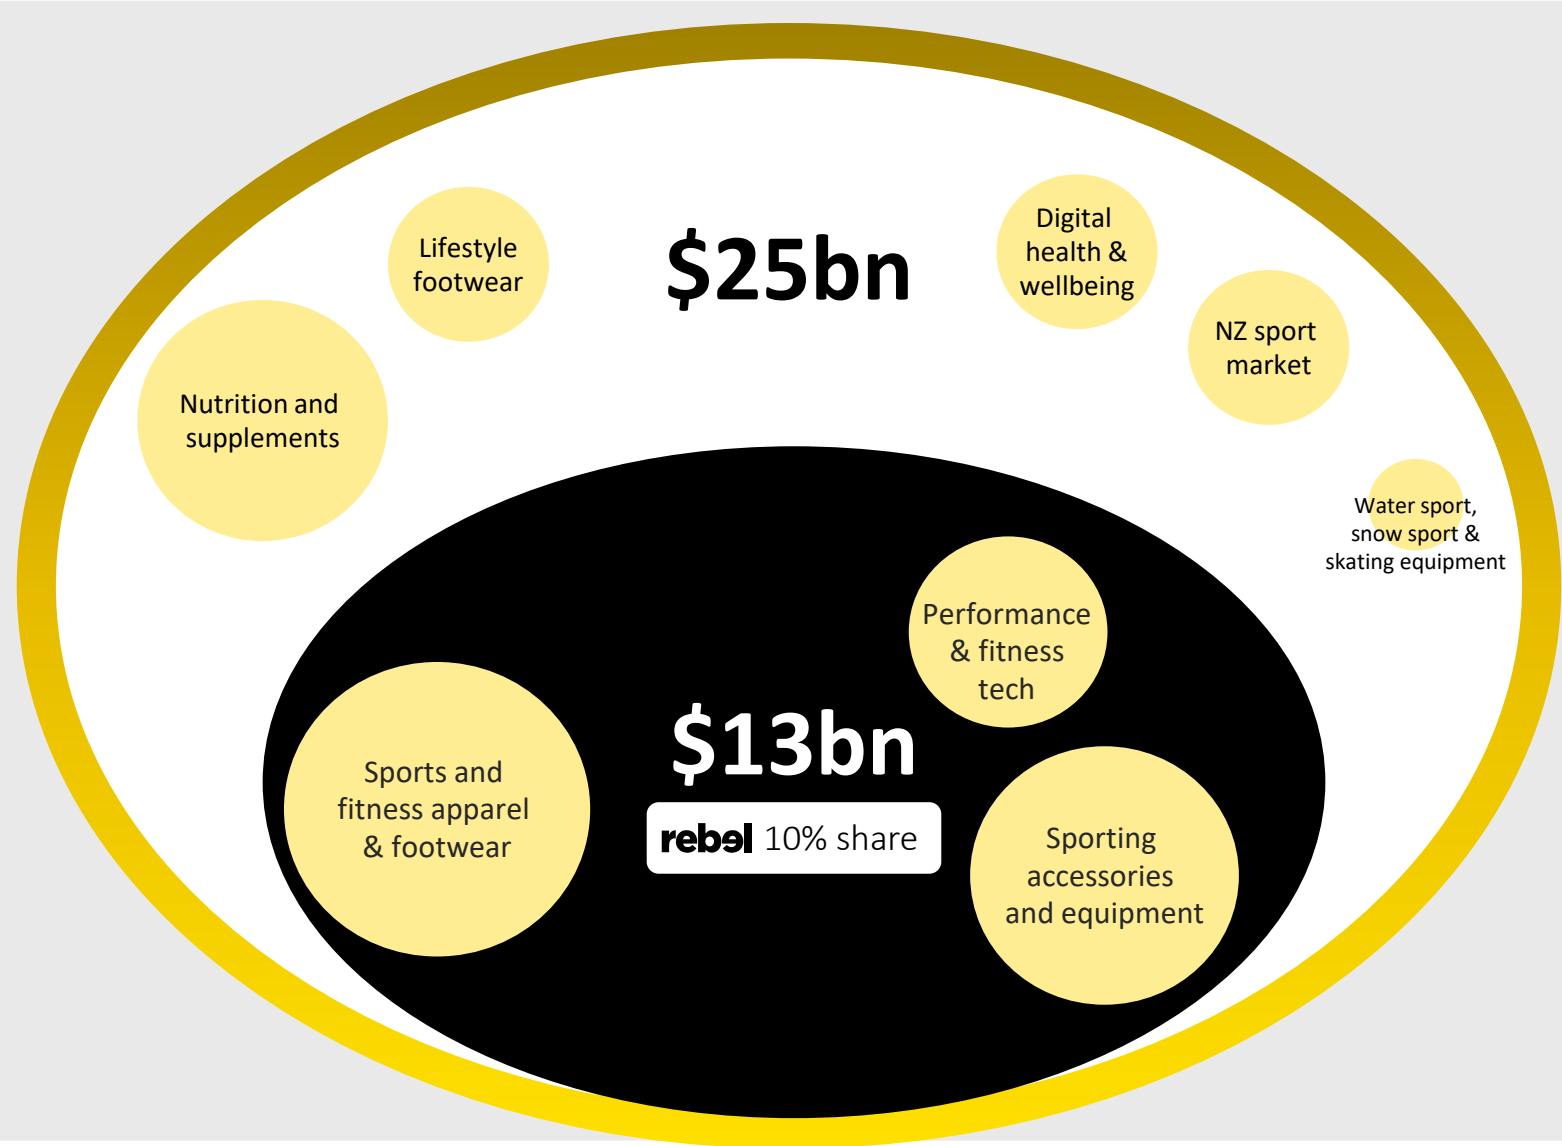 $25bn
Lifestyle
footwear
Digital
health &
wellbeing
NZ sport
market
Nutrition and
supplements
Water sport,
snow sport &
skating equipment
Performance
& fitness
tech
$13bn
rebel 10% share
Sports and
fitness apparel
& footwear
Sporting
accessories
and equipment